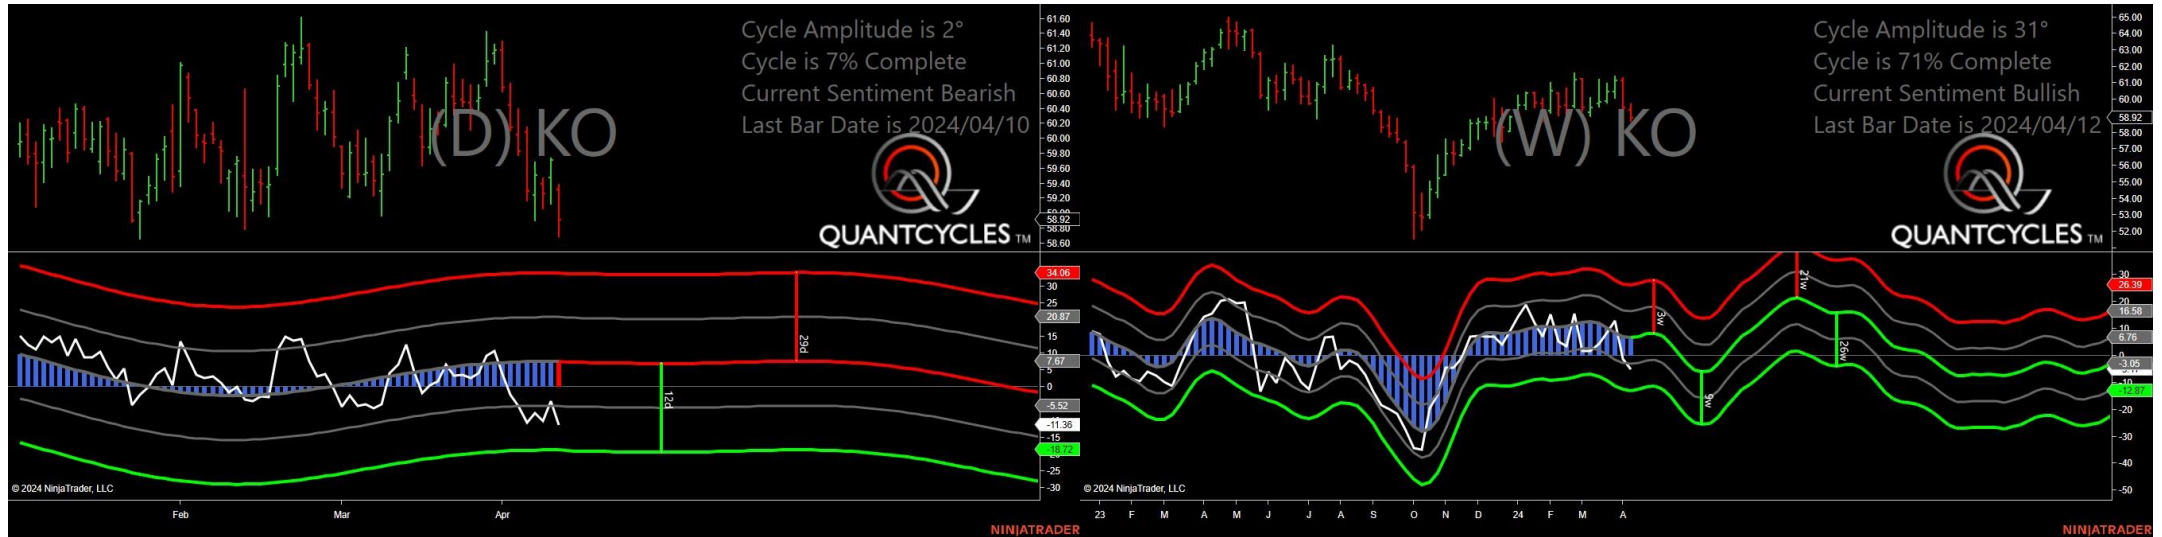 Cycle Amplitude is 2°
Cycle is 7% Complete
Current Sentiment Bearish
Last Bar Date is 2024/04/10
(D) KO
QUANTCYCLES TM
61.60
61.40
61.20
61.00
60.80
60.60
60.40
60.20
60.00
59.80
59.60
59.40
59.20
58.92
58.80
58.60
34.06
30
25
20.87
15
10
7.67
5
0
-5.52
-11.36
-15
-18.72
-25
-30
29d
12d
© 2024 NinjaTrader, LLC
Feb Mar Apr
NINJATRADER
Cycle Amplitude is 31°
Cycle is 71% Complete
Current Sentiment Bullish
Last Bar Date is 2024/04/12
(W) KO
QUANTCYCLES TM
65.00
64.00
63.00
62.00
61.00
60.00
58.92
58.00
57.00
56.00
55.00
54.00
53.00
52.00
30
26.39
20
16.58
10
6.76
0
-3.05
-10
-12.87
-20
-30
-40
-50
3w
9w
21w
26w
© 2024 NinjaTrader, LLC
23 F M A M J J A S O N D 24 F M A
NINJATRADER